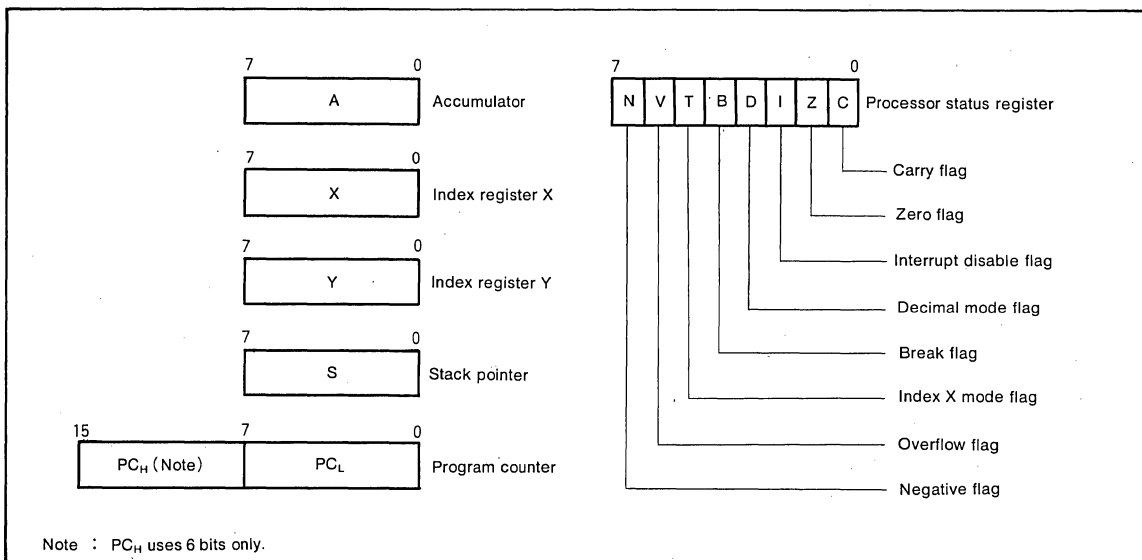 7 0
A Accumulator
7 0
X Index register X
7 0
Y Index register Y
7 0
S Stack pointer
15 7 0
PCH (Note) PCL Program counter
7 0
N V T B D I Z C Processor status register
Carry flag
Zero flag
Interrupt disable flag
Decimal mode flag
Break flag
Index X mode flag
Overflow flag
Negative flag
Note : PCH uses 6 bits only.